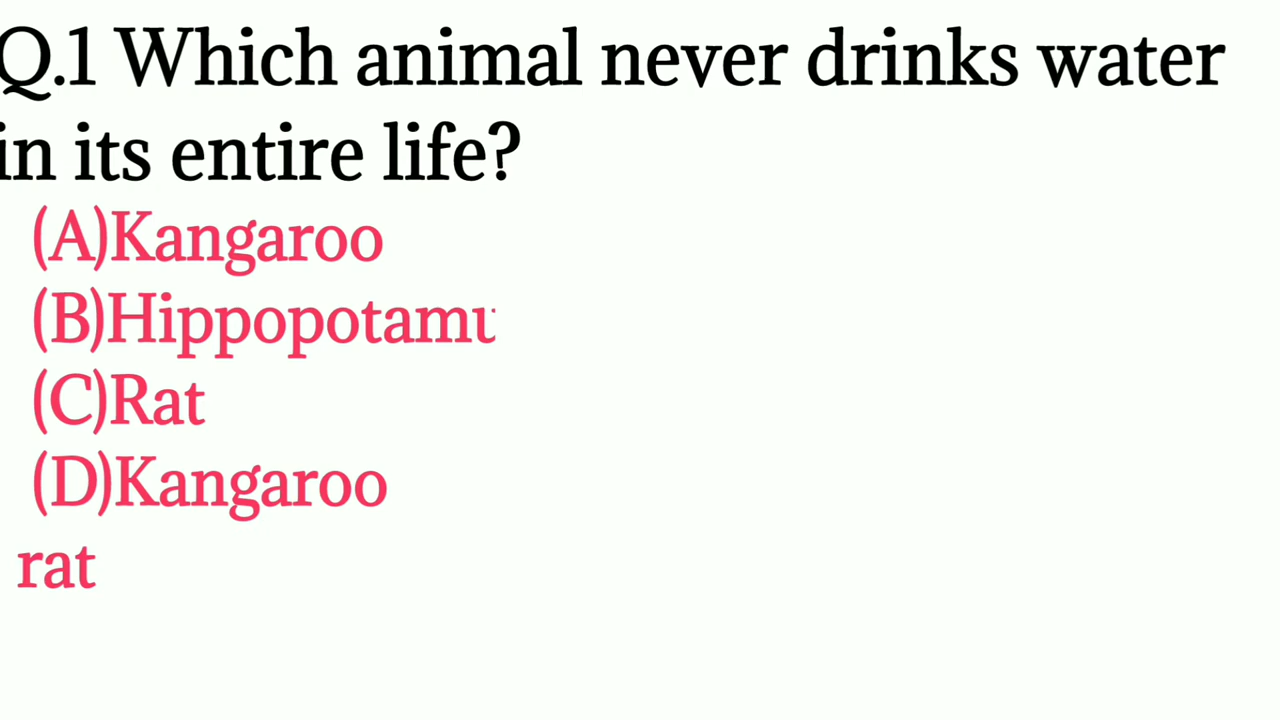 Q.1 Which animal never drinks water
in its entire life?
(A)Kangaroo
(B)Hippopotamu
(C)Rat
(D)Kangaroo
rat